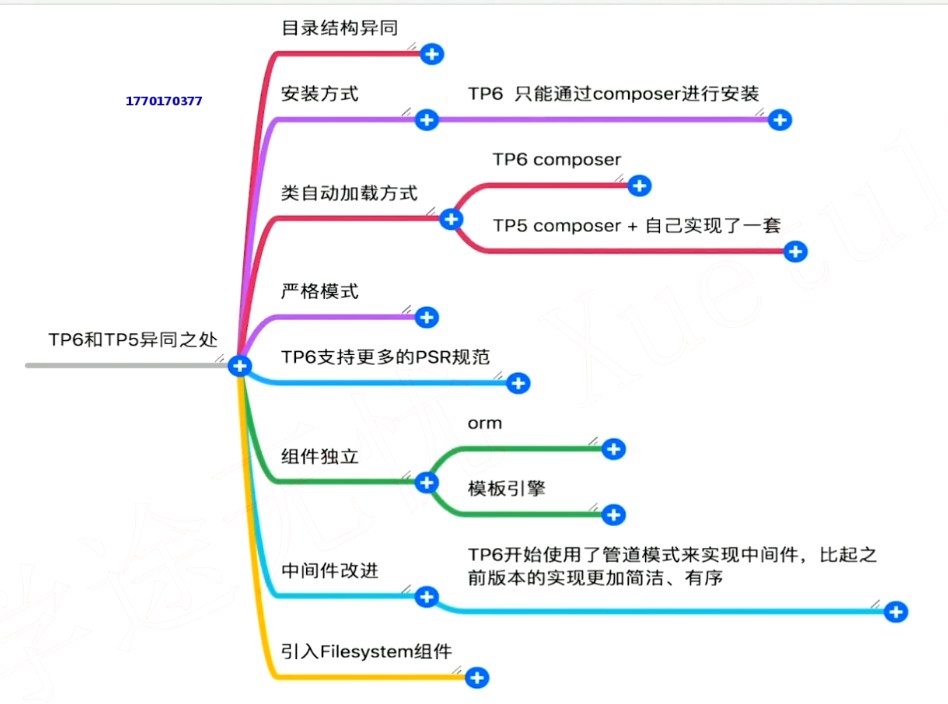 目录结构异同
1770170377
安装方式
TP6 只能通过composer进行安装
TP6 composer
类自动加载方式
TP5 composer + 自己实现了一套
严格模式
TP6和TP5异同之处
TP6支持更多的PSR规范
orm
组件独立
模板引擎
TP6开始使用了管道模式来实现中间件，比起之
前版本的实现更加简洁、有序
中间件改进
引入Filesystem组件